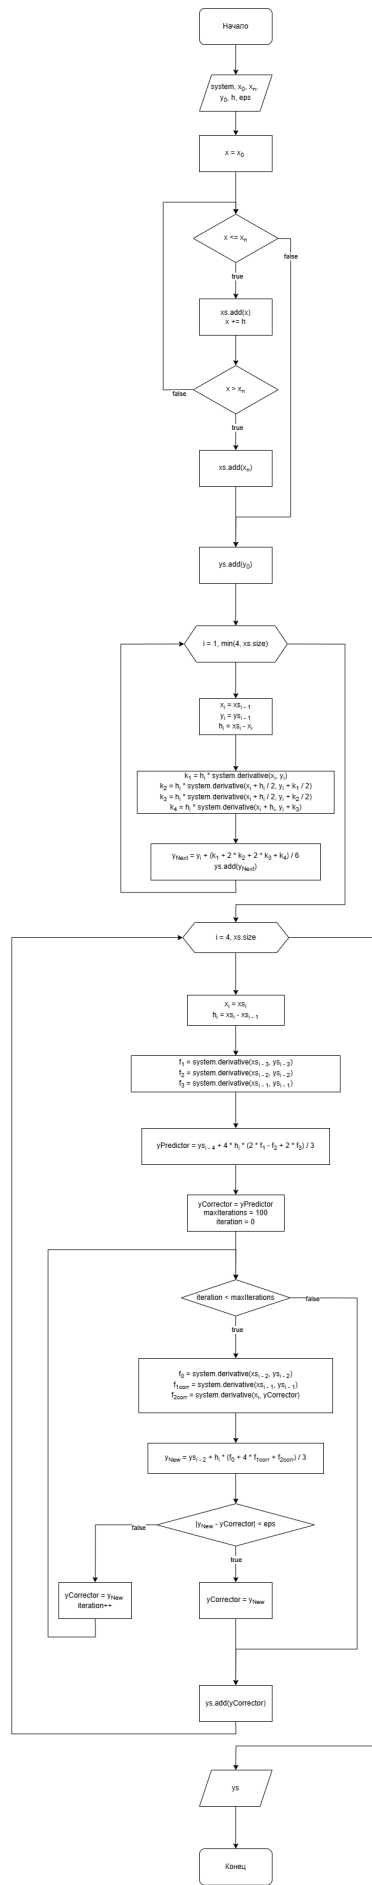 Начало
system, x₀, xₙ,
y₀, h, eps
x = x₀
x <= xₙ
false
true
xs.add(x)
x += h
x > xₙ
false
true
xs.add(xₙ)
ys.add(y₀)
i = 1, min(4, xs.size)
xᵢ = xsᵢ ₋ ₁
yᵢ = ysᵢ ₋ ₁
hᵢ = xsᵢ - xᵢ
k₁ = hᵢ * system.derivative(xᵢ, yᵢ)
k₂ = hᵢ * system.derivative(xᵢ + hᵢ / 2, yᵢ + k₁ / 2)
k₃ = hᵢ * system.derivative(xᵢ + hᵢ / 2, yᵢ + k₂ / 2)
k₄ = hᵢ * system.derivative(xᵢ + hᵢ, yᵢ + k₃)
yNext = yᵢ + (k₁ + 2 * k₂ + 2 * k₃ + k₄) / 6
ys.add(yNext)
i = 4, xs.size
xᵢ = xsᵢ
hᵢ = xsᵢ - xsᵢ ₋ ₁
f₁ = system.derivative(xsᵢ ₋ ₃, ysᵢ ₋ ₃)
f₂ = system.derivative(xsᵢ ₋ ₂, ysᵢ ₋ ₂)
f₃ = system.derivative(xsᵢ ₋ ₁, ysᵢ ₋ ₁)
yPredictor = ysᵢ ₋ ₄ + 4 * hᵢ * (2 * f₁ - f₂ + 2 * f₃) / 3
yCorrector = yPredictor
maxIterations = 100
iteration = 0
iteration < maxIterations
false
true
f₀ = system.derivative(xsᵢ ₋ ₂, ysᵢ ₋ ₂)
f1corr = system.derivative(xsᵢ ₋ ₁, ysᵢ ₋ ₁)
f2corr = system.derivative(xᵢ, yCorrector)
yNew = ysᵢ ₋ ₂ + hᵢ * (f₀ + 4 * f1corr + f2corr) / 3
|yNew - yCorrector| < eps
false
true
yCorrector = yNew
iteration++
yCorrector = yNew
ys.add(yCorrector)
ys
Конец